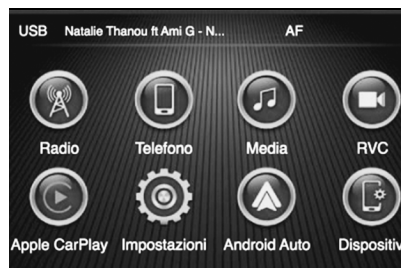 USB Natalie Thanou ft Ami G - N... AF
Radio Telefono Media RVC
Apple CarPlay Impostazioni Android Auto Dispositiv